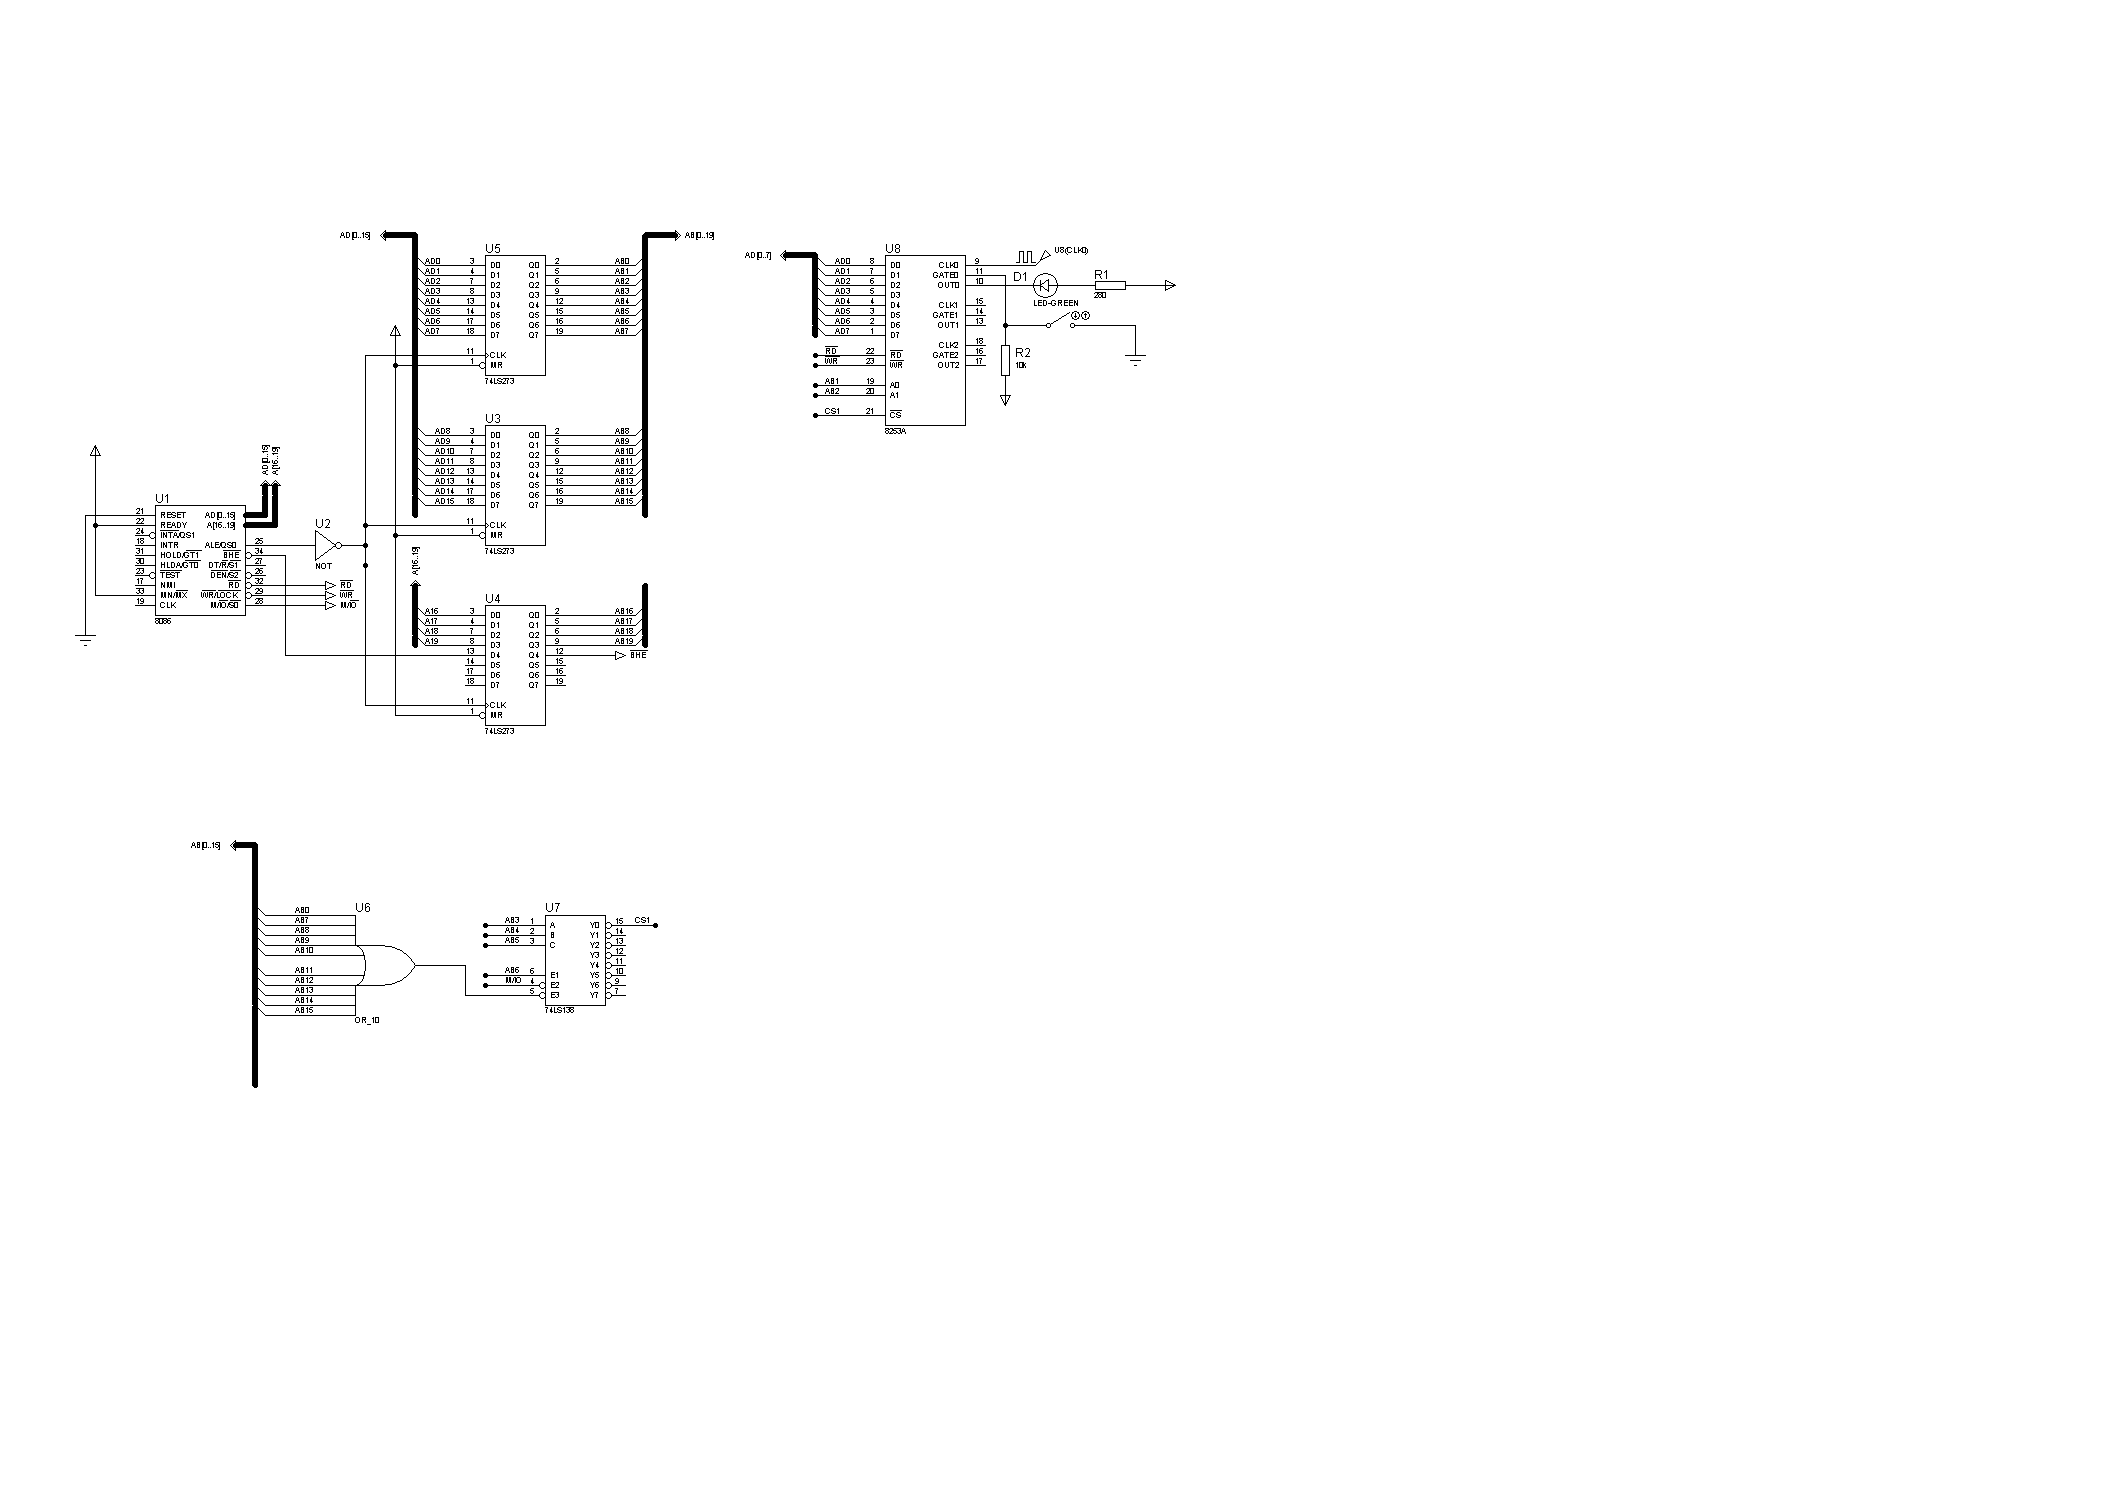 AD[0..15]
AB[0..19]
U5
AD0 3 D0 Q0 2 AB0
AD1 4 D1 Q1 5 AB1
AD2 7 D2 Q2 6 AB2
AD3 8 D3 Q3 9 AB3
AD4 13 D4 Q4 12 AB4
AD5 14 D5 Q5 15 AB5
AD6 17 D6 Q6 16 AB6
AD7 18 D7 Q7 19 AB7
11 CLK
1 MR
74LS273
U3
AD8 3 D0 Q0 2 AB8
AD9 4 D1 Q1 5 AB9
AD10 7 D2 Q2 6 AB10
AD11 8 D3 Q3 9 AB11
AD12 13 D4 Q4 12 AB12
AD13 14 D5 Q5 15 AB13
AD14 17 D6 Q6 16 AB14
AD15 18 D7 Q7 19 AB15
11 CLK
1 MR
74LS273
A[16..19]
U4
A16 3 D0 Q0 2 AB16
A17 4 D1 Q1 5 AB17
A18 7 D2 Q2 6 AB18
A19 8 D3 Q3 9 AB19
13 D4 Q4 12 BHE
14 D5 Q5 15
17 D6 Q6 16
18 D7 Q7 19
11 CLK
1 MR
74LS273
AD[0..15]
A[16..19]
U1
21 RESET AD[0..15]
22 READY A[16..19]
24 INTA/QS1
18 INTR ALE/QS0 25
31 HOLD/GT1 BHE 34
30 HLDA/GT0 DT/R/S1 27
23 TEST DEN/S2 26
17 NMI RD 32 RD
33 MN/MX WR/LOCK 29 WR
19 CLK M/IO/S0 28 M/IO
8086
U2
NOT
AD[0..7]
U8
AD0 8 D0 CLK0 9 U8(CLK0)
AD1 7 D1 GATE0 11
AD2 6 D2 OUT0 10
AD3 5 D3
AD4 4 D4 CLK1 15
AD5 3 D5 GATE1 14
AD6 2 D6 OUT1 13
AD7 1 D7
CLK2 18
RD 22 RD GATE2 16
WR 23 WR OUT2 17
AB1 19 A0
AB2 20 A1
CS1 21 CS
8253A
D1
LED-GREEN
R1
280
R2
10k
AB[0..15]
U6
AB0
AB7
AB8
AB9
AB10
AB11
AB12
AB13
AB14
AB15
OR_10
U7
AB3 1 A Y0 15 CS1
AB4 2 B Y1 14
AB5 3 C Y2 13
Y3 12
Y4 11
AB6 6 E1 Y5 10
M/IO 4 E2 Y6 9
5 E3 Y7 7
74LS138